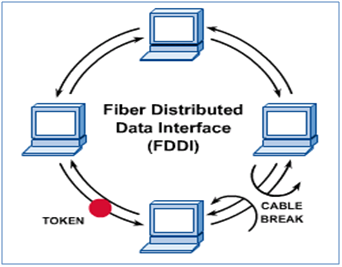 Fiber Distributed
Data Interface
(FDDI)
TOKEN
CABLE
BREAK